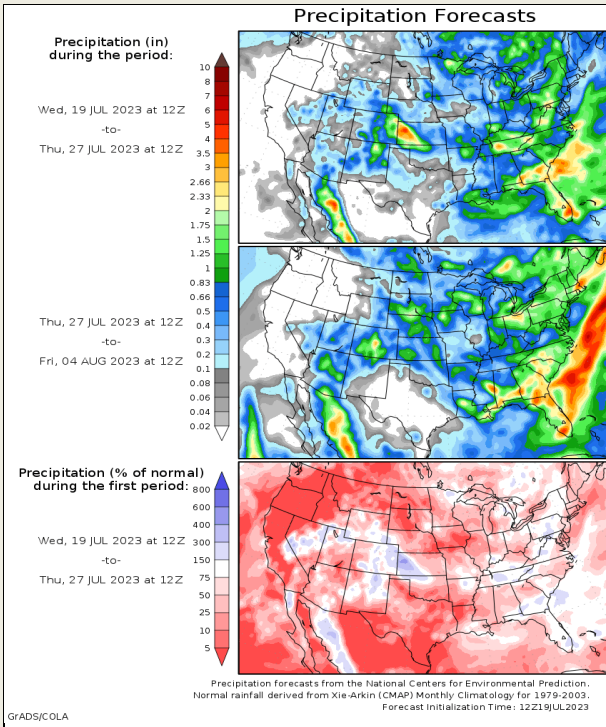 Precipitation Forecasts
Precipitation (in)
during the period:
Wed, 19 JUL 2023 at 12Z
-to-
Thu, 27 JUL 2023 at 12Z
10
8
7
6
5
4
3.5
3
2.66
2.33
2
1.75
1.5
1.25
1
0.83
0.66
0.5
0.4
0.3
0.2
0.1
0.08
0.06
0.04
0.02
Thu, 27 JUL 2023 at 12Z
-to-
Fri, 04 AUG 2023 at 12Z
Precipitation (% of normal)
during the first period:
Wed, 19 JUL 2023 at 12Z
-to-
Thu, 27 JUL 2023 at 12Z
800
600
400
300
150
75
50
25
10
5
Precipitation forecasts from the National Centers for Environmental Prediction.
Normal rainfall derived from Xie-Arkin (CMAP) Monthly Climatology for 1979-2003.
Forecast Initialization Time: 12Z19JUL2023
GrADS/COLA